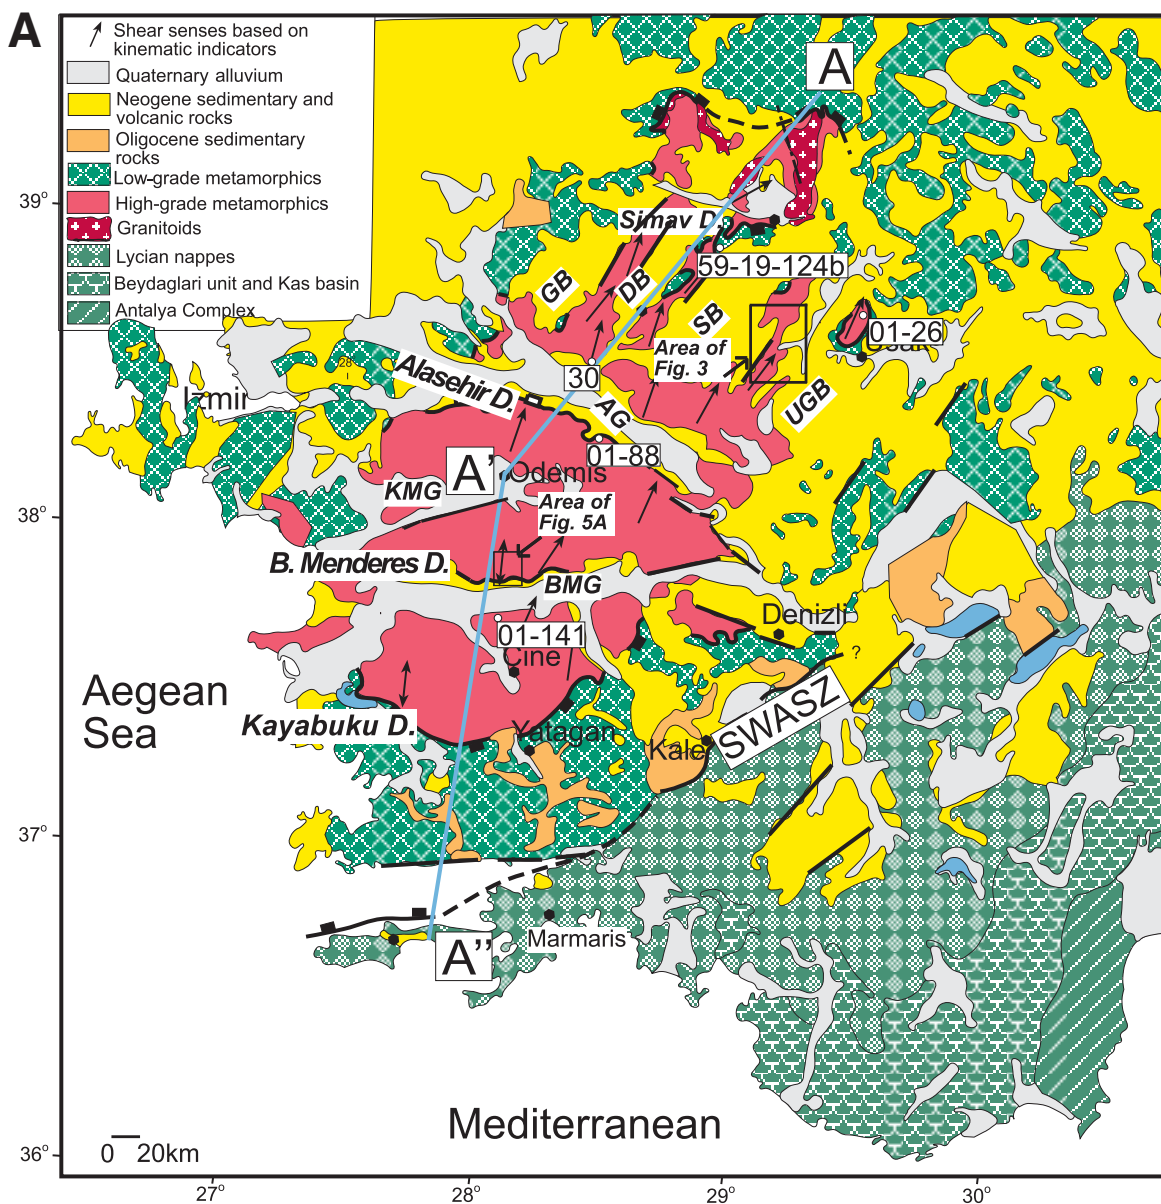 A
Shear senses based on
kinematic indicators
Quaternary alluvium
Neogene sedimentary and
volcanic rocks
Oligocene sedimentary
rocks
Low-grade metamorphics
High-grade metamorphics
Granitoids
Lycian nappes
Beydaglari unit and Kas basin
Antalya Complex
A
39°
Simav D.
59-19-124b
GB
DB
SB
01-26
Area of
Fig. 3
28°
Alasehir D.
30
UGB
Izmir
AG
01-88
A'
Odemis
KMG
Area of
Fig. 5A
38°
B. Menderes D.
BMG
Denizli
01-141
Cine
?
Aegean
Sea
SWASZ
Kayabuku D.
Yatagan
Kale
37°
Marmaris
A''
Mediterranean
36°
0 20km
27°
28°
29°
30°